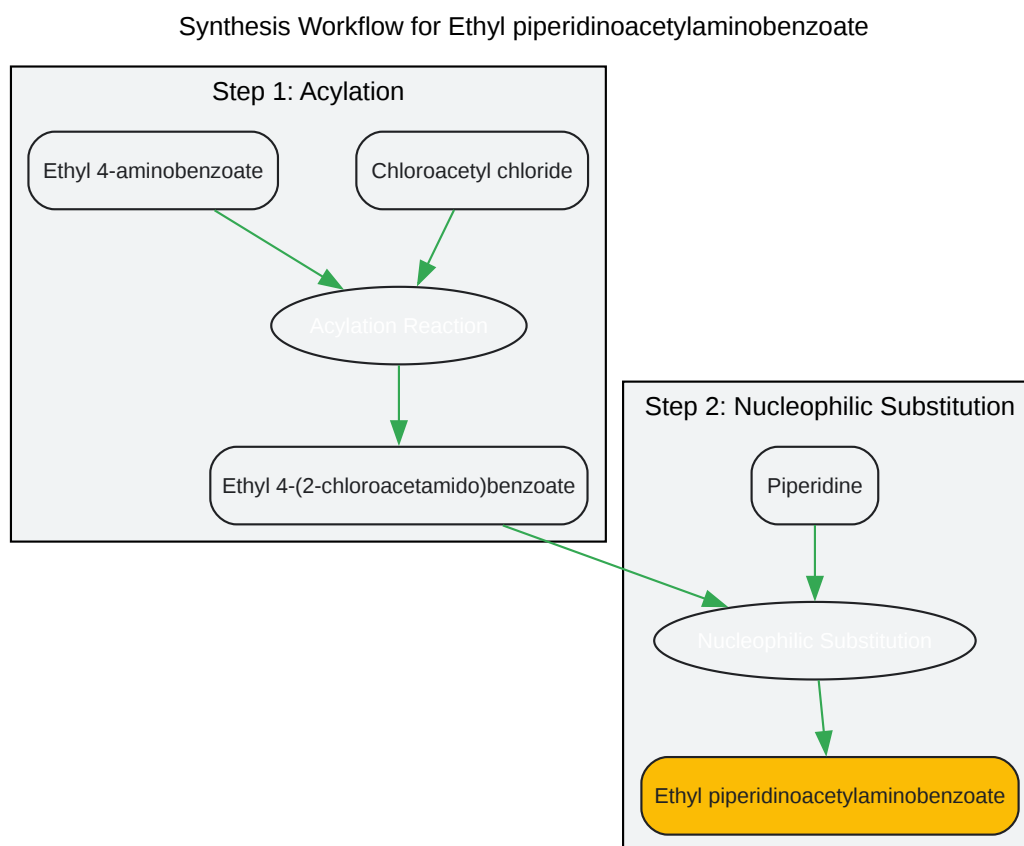 Synthesis Workflow for Ethyl piperidinoacetylaminobenzoate
Step 1: Acylation
Ethyl 4-aminobenzoate
Chloroacetyl chloride
Acylation Reaction
Ethyl 4-(2-chloroacetamido)benzoate
Step 2: Nucleophilic Substitution
Piperidine
Nucleophilic Substitution
Ethyl piperidinoacetylaminobenzoate